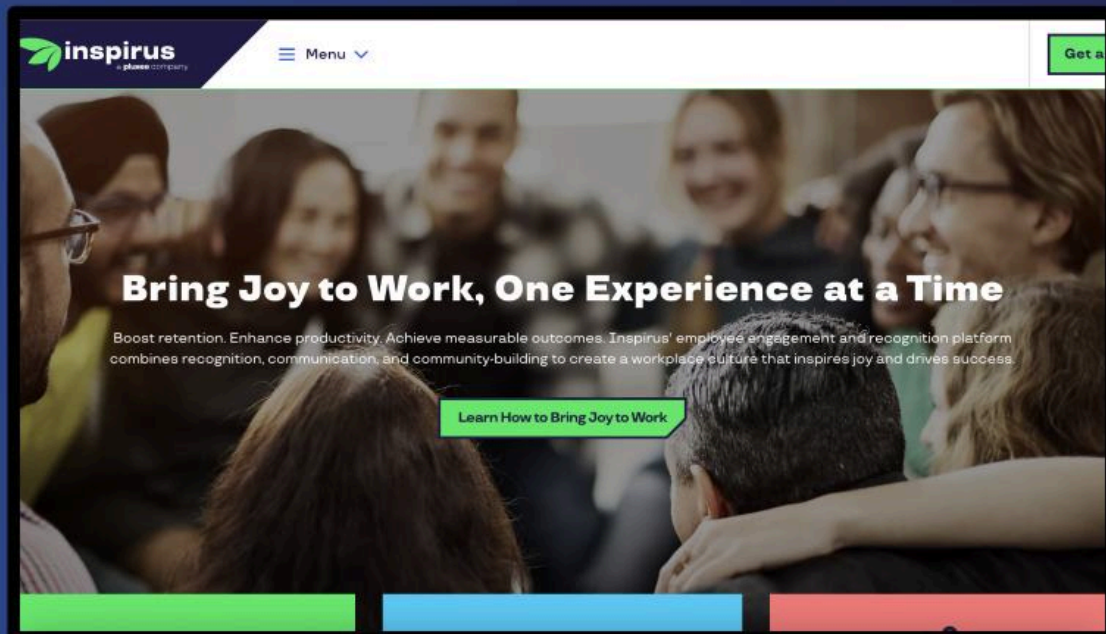 inspirus
a pluxee company
Menu
Get a
Bring Joy to Work, One Experience at a Time
Boost retention. Enhance productivity. Achieve measurable outcomes. Inspirus' employee engagement and recognition platform
combines recognition, communication, and community-building to create a workplace culture that inspires joy and drives success.
Learn How to Bring Joy to Work